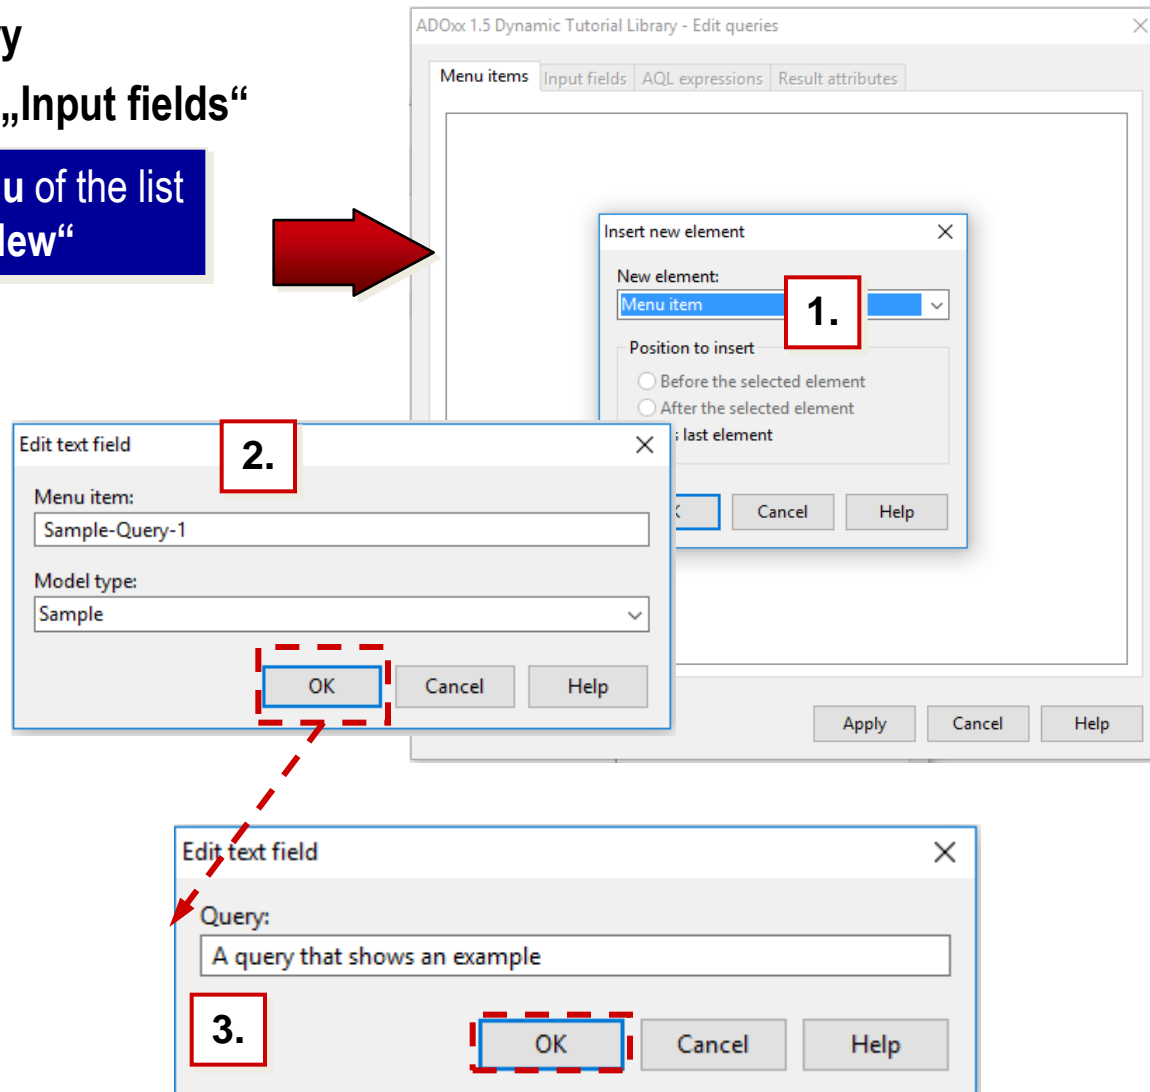 ry
„Input fields“
u of the list
lew“
ADOxx 1.5 Dynamic Tutorial Library - Edit queries
Menu items Input fields AQL expressions Result attributes
Insert new element
New element:
Menu item
1.
Position to insert
Before the selected element
After the selected element
s last element
Cancel Help
Edit text field
2.
Menu item:
Sample-Query-1
Model type:
Sample
OK Cancel Help
Apply Cancel Help
Edit text field
Query:
A query that shows an example
3.
OK Cancel Help